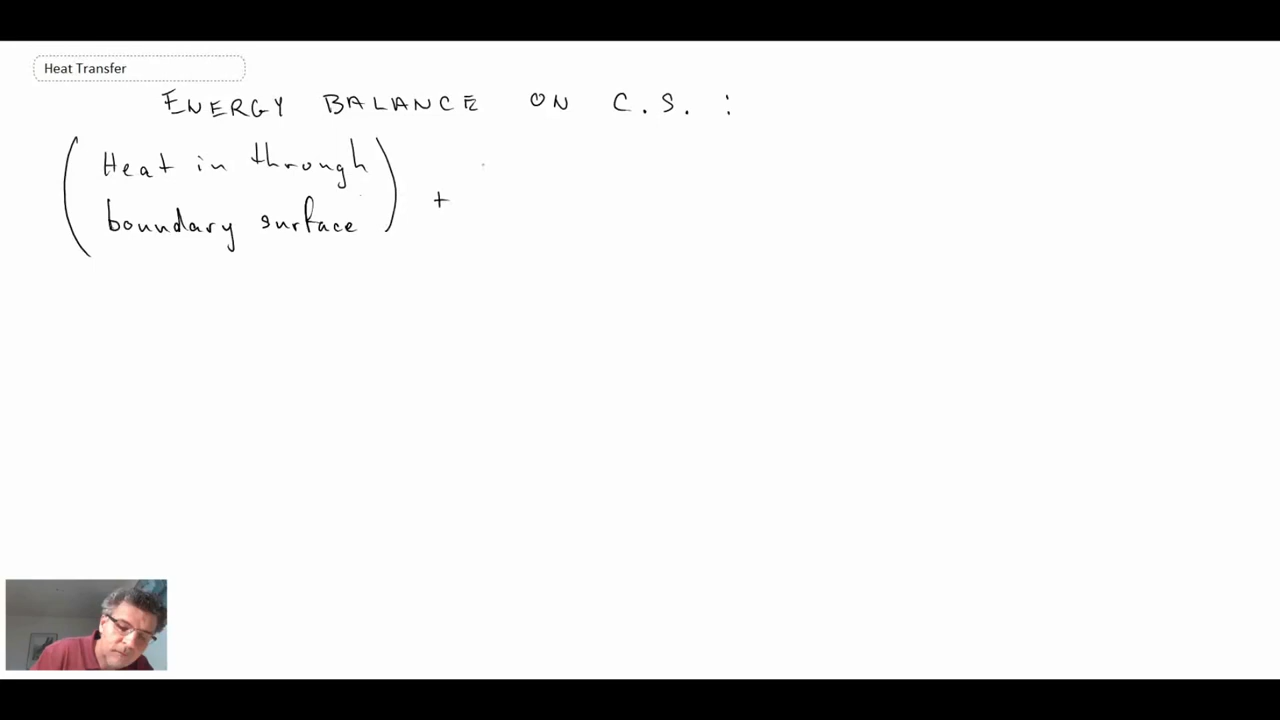 Heat Transfer
ENERGY BALANCE ON C.S. :
( Heat in through
boundary surface ) +